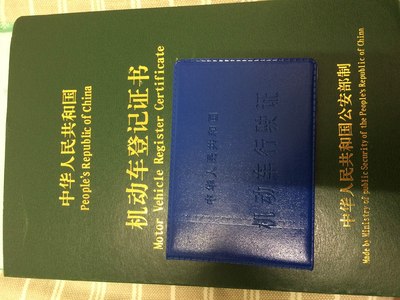 中华人民共和国
People's Republic of China
机动车登记证书
Motor Vehicle Register Certificate
中华人民共和国
机动车行驶证
中华人民共和国公安部制
Made by Ministry of public Security of the People's Republic of China